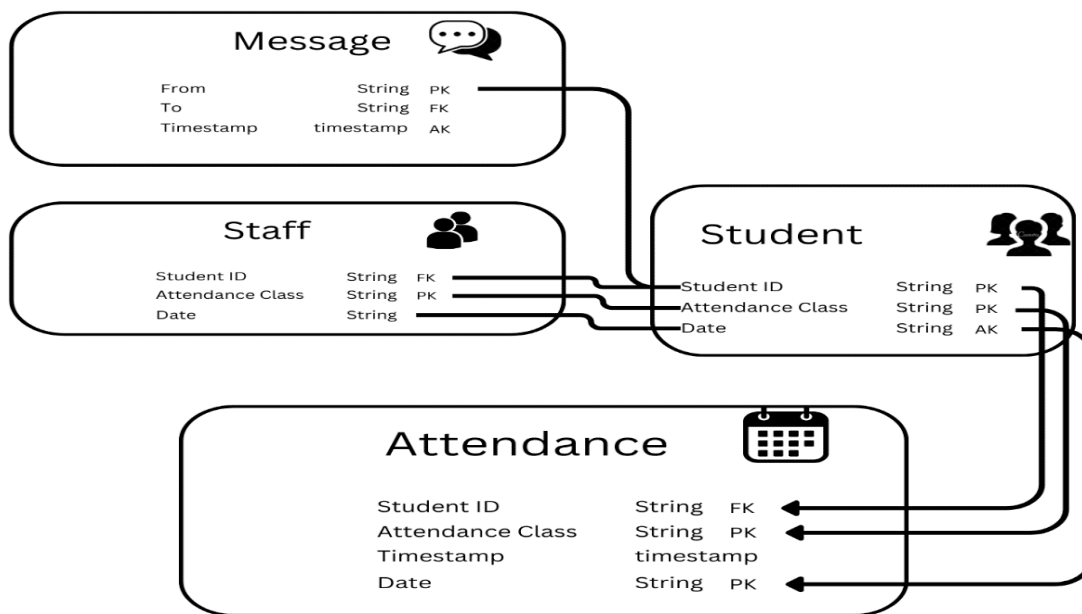 Message
From String PK
To String FK
Timestamp timestamp AK
Staff
Student ID String FK
Attendance Class String PK
Date String
Student
Student ID String PK
Attendance Class String PK
Date String AK
Attendance
Student ID String FK
Attendance Class String PK
Timestamp timestamp
Date String PK